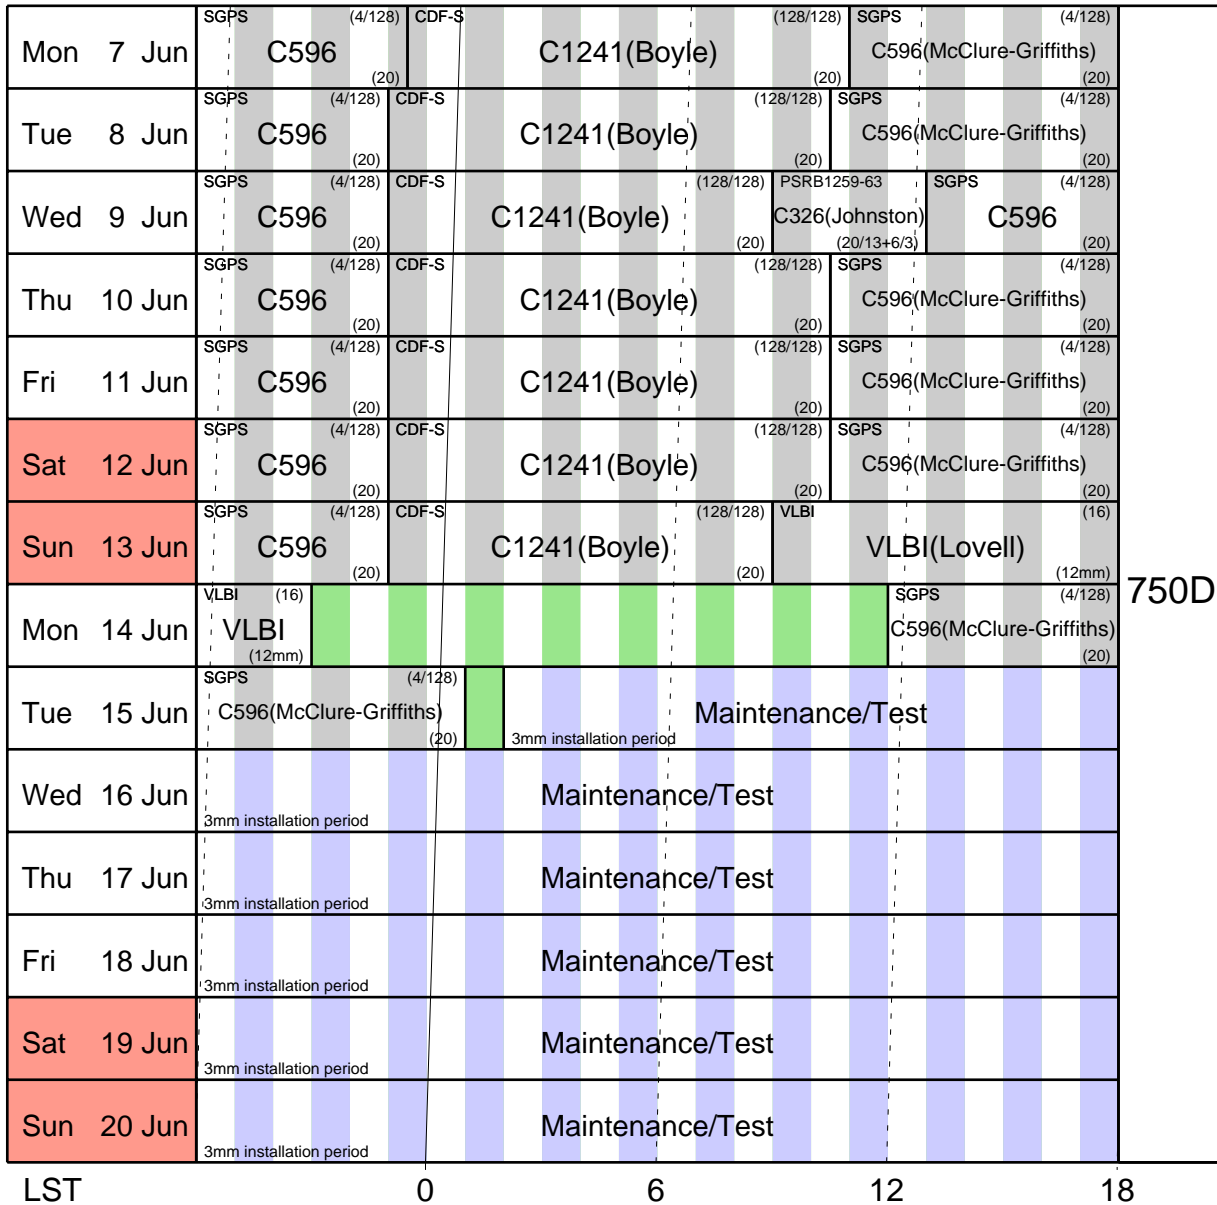 SGPS (4/128) CDF-S (128/128) SGPS (4/128)
Mon 7 Jun C596 C1241(Boyle) C596(McClure-Griffiths)
(20) (20) (20)
SGPS (4/128) CDF-S (128/128) SGPS (4/128)
Tue 8 Jun C596 C1241(Boyle) C596(McClure-Griffiths)
(20) (20) (20)
SGPS (4/128) CDF-S (128/128) PSRB1259-63 SGPS (4/128)
Wed 9 Jun C596 C1241(Boyle) C326(Johnston) C596
(20) (20) (20/13+6/3) (20)
SGPS (4/128) CDF-S (128/128) SGPS (4/128)
Thu 10 Jun C596 C1241(Boyle) C596(McClure-Griffiths)
(20) (20) (20)
SGPS (4/128) CDF-S (128/128) SGPS (4/128)
Fri 11 Jun C596 C1241(Boyle) C596(McClure-Griffiths)
(20) (20) (20)
SGPS (4/128) CDF-S (128/128) SGPS (4/128)
Sat 12 Jun C596 C1241(Boyle) C596(McClure-Griffiths)
(20) (20) (20)
SGPS (4/128) CDF-S (128/128) VLBI (16)
Sun 13 Jun C596 C1241(Boyle) VLBI(Lovell)
(20) (20) (12mm)
750D
VLBI (16) SGPS (4/128)
Mon 14 Jun VLBI C596(McClure-Griffiths)
(12mm) (20)
SGPS (4/128)
Tue 15 Jun C596(McClure-Griffiths) Maintenance/Test
(20) 3mm installation period
Wed 16 Jun Maintenance/Test
3mm installation period
Thu 17 Jun Maintenance/Test
3mm installation period
Fri 18 Jun Maintenance/Test
3mm installation period
Sat 19 Jun Maintenance/Test
3mm installation period
Sun 20 Jun Maintenance/Test
3mm installation period
LST 0 6 12 18